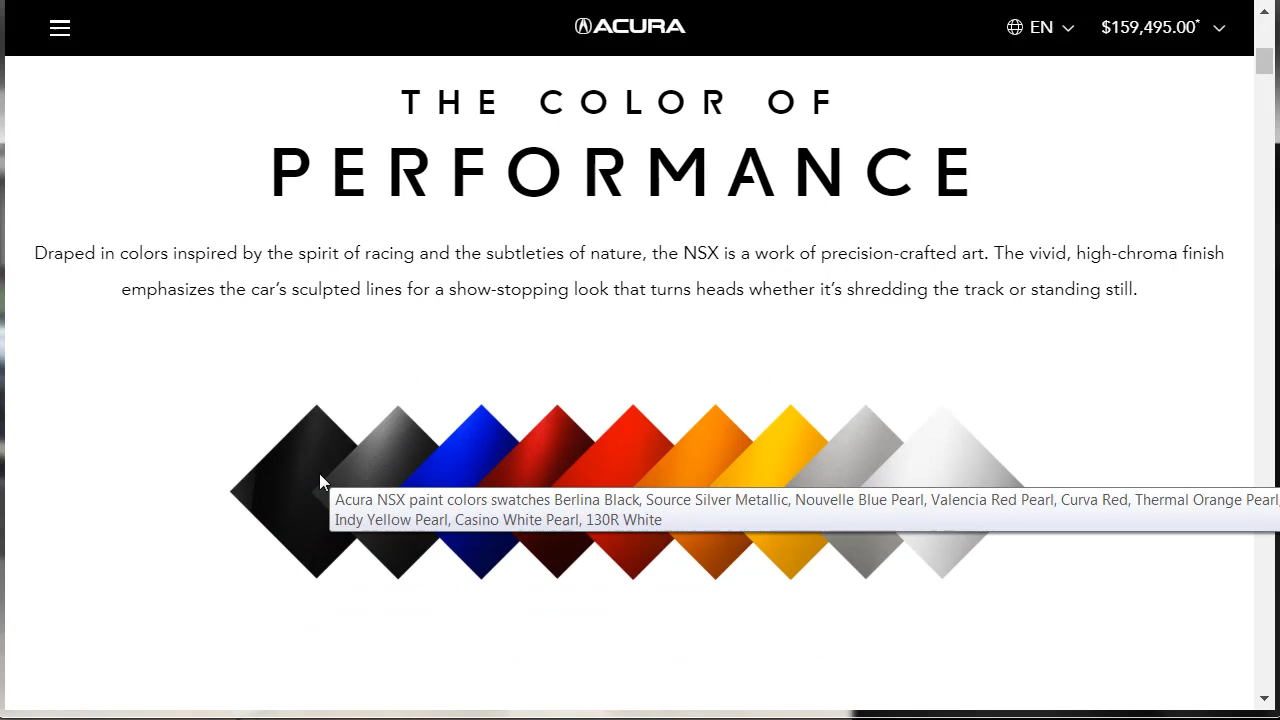 ACURA
EN
$159,495.00*
THE COLOR OF
PERFORMANCE
Draped in colors inspired by the spirit of racing and the subtleties of nature, the NSX is a work of precision-crafted art. The vivid, high-chroma finish
emphasizes the car’s sculpted lines for a show-stopping look that turns heads whether it’s shredding the track or standing still.
Acura NSX paint colors swatches Berlina Black, Source Silver Metallic, Nouvelle Blue Pearl, Valencia Red Pearl, Curva Red, Thermal Orange Pearl,
Indy Yellow Pearl, Casino White Pearl, 130R White